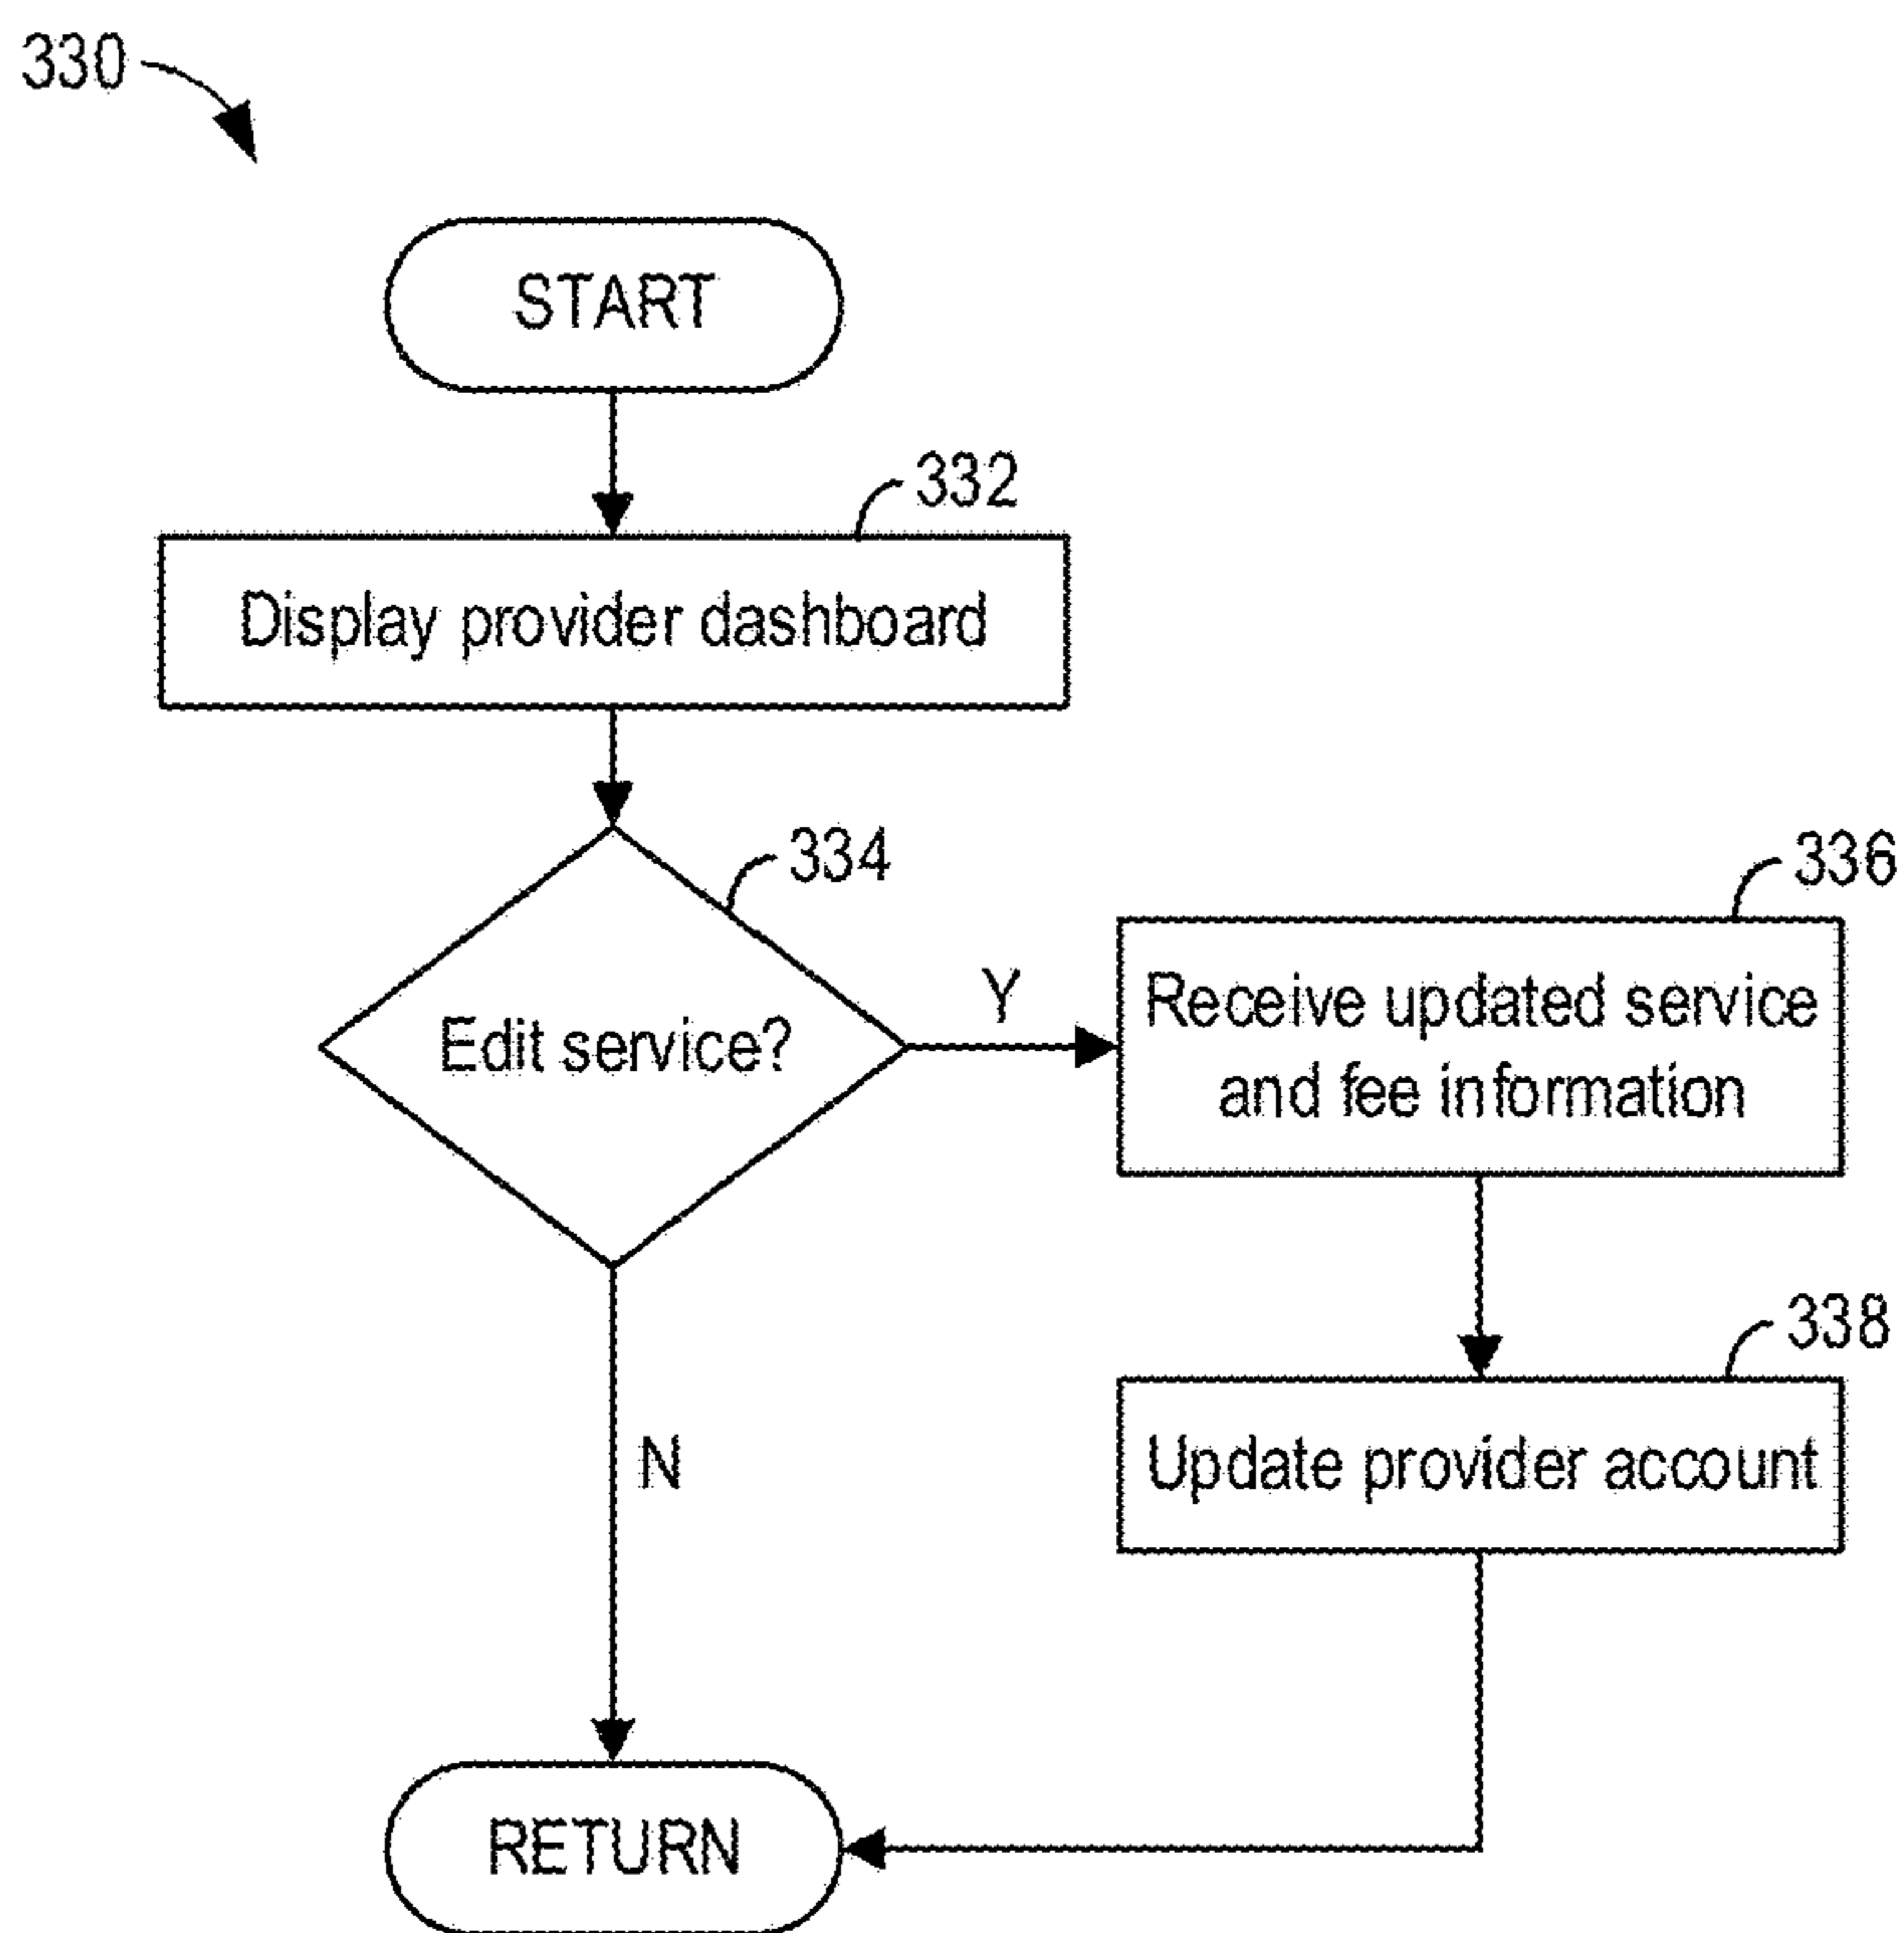 330
START
332
Display provider dashboard
334
Edit service?
Y
336
Receive updated service
and fee information
338
Update provider account
N
RETURN